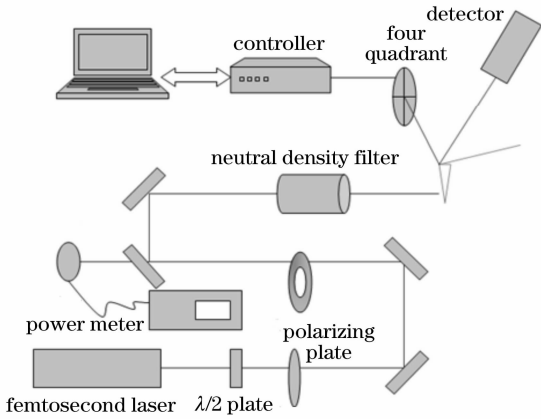 detector
four
quadrant
controller
neutral density filter
power meter
polarizing
plate
femtosecond laser
λ/2 plate